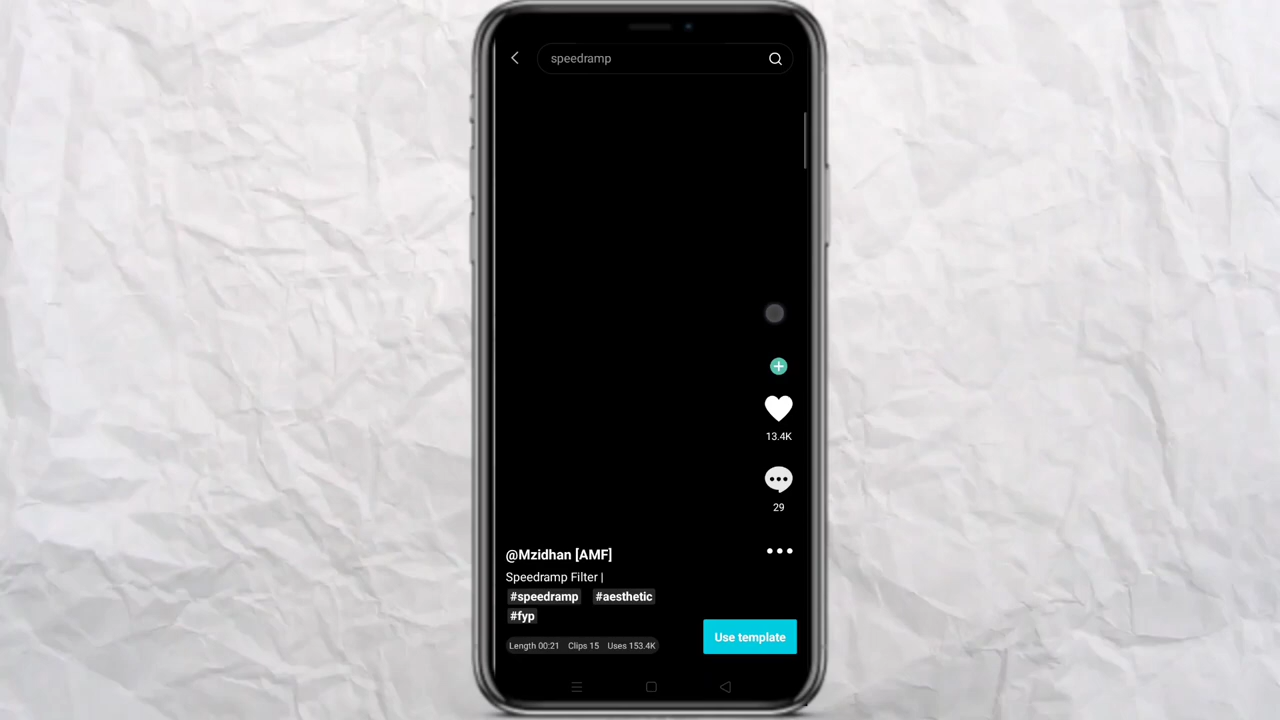 speedramp
13.4K
29
@Mzidhan [AMF]
Speedramp Filter |
#speedramp #aesthetic
#fyp
Length 00:21 Clips 15 Uses 153.4K
Use template